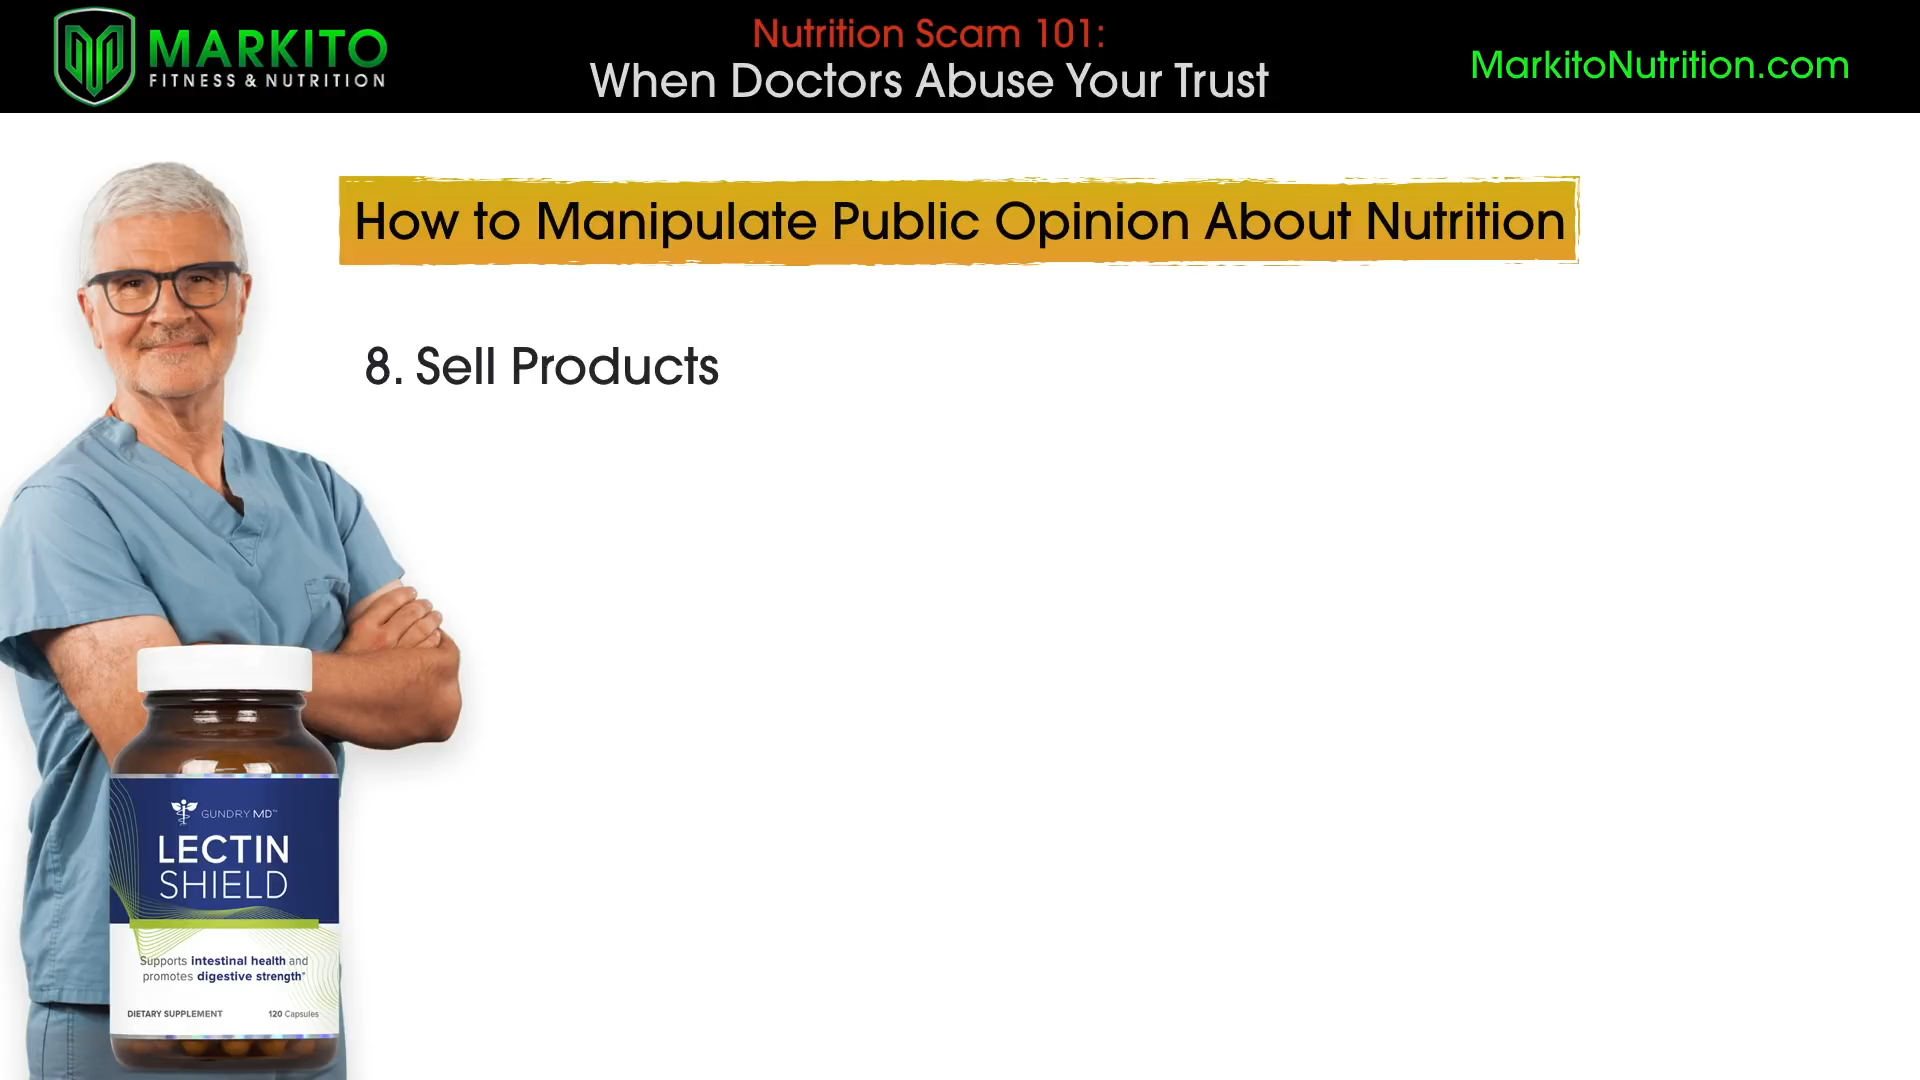 MARKITO
FITNESS & NUTRITION
Nutrition Scam 101:
When Doctors Abuse Your Trust
MarkitoNutrition.com
How to Manipulate Public Opinion About Nutrition
8. Sell Products
GUNDRY MD™
LECTIN
SHIELD
Supports intestinal health and
promotes digestive strength*
DIETARY SUPPLEMENT 120 Capsules